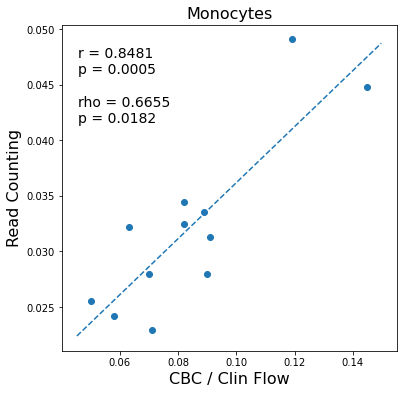 Monocytes
r = 0.8481
p = 0.0005
rho = 0.6655
p = 0.0182
Read Counting
0.050
0.045
0.040
0.035
0.030
0.025
0.06
0.08
0.10
0.12
0.14
CBC / Clin Flow